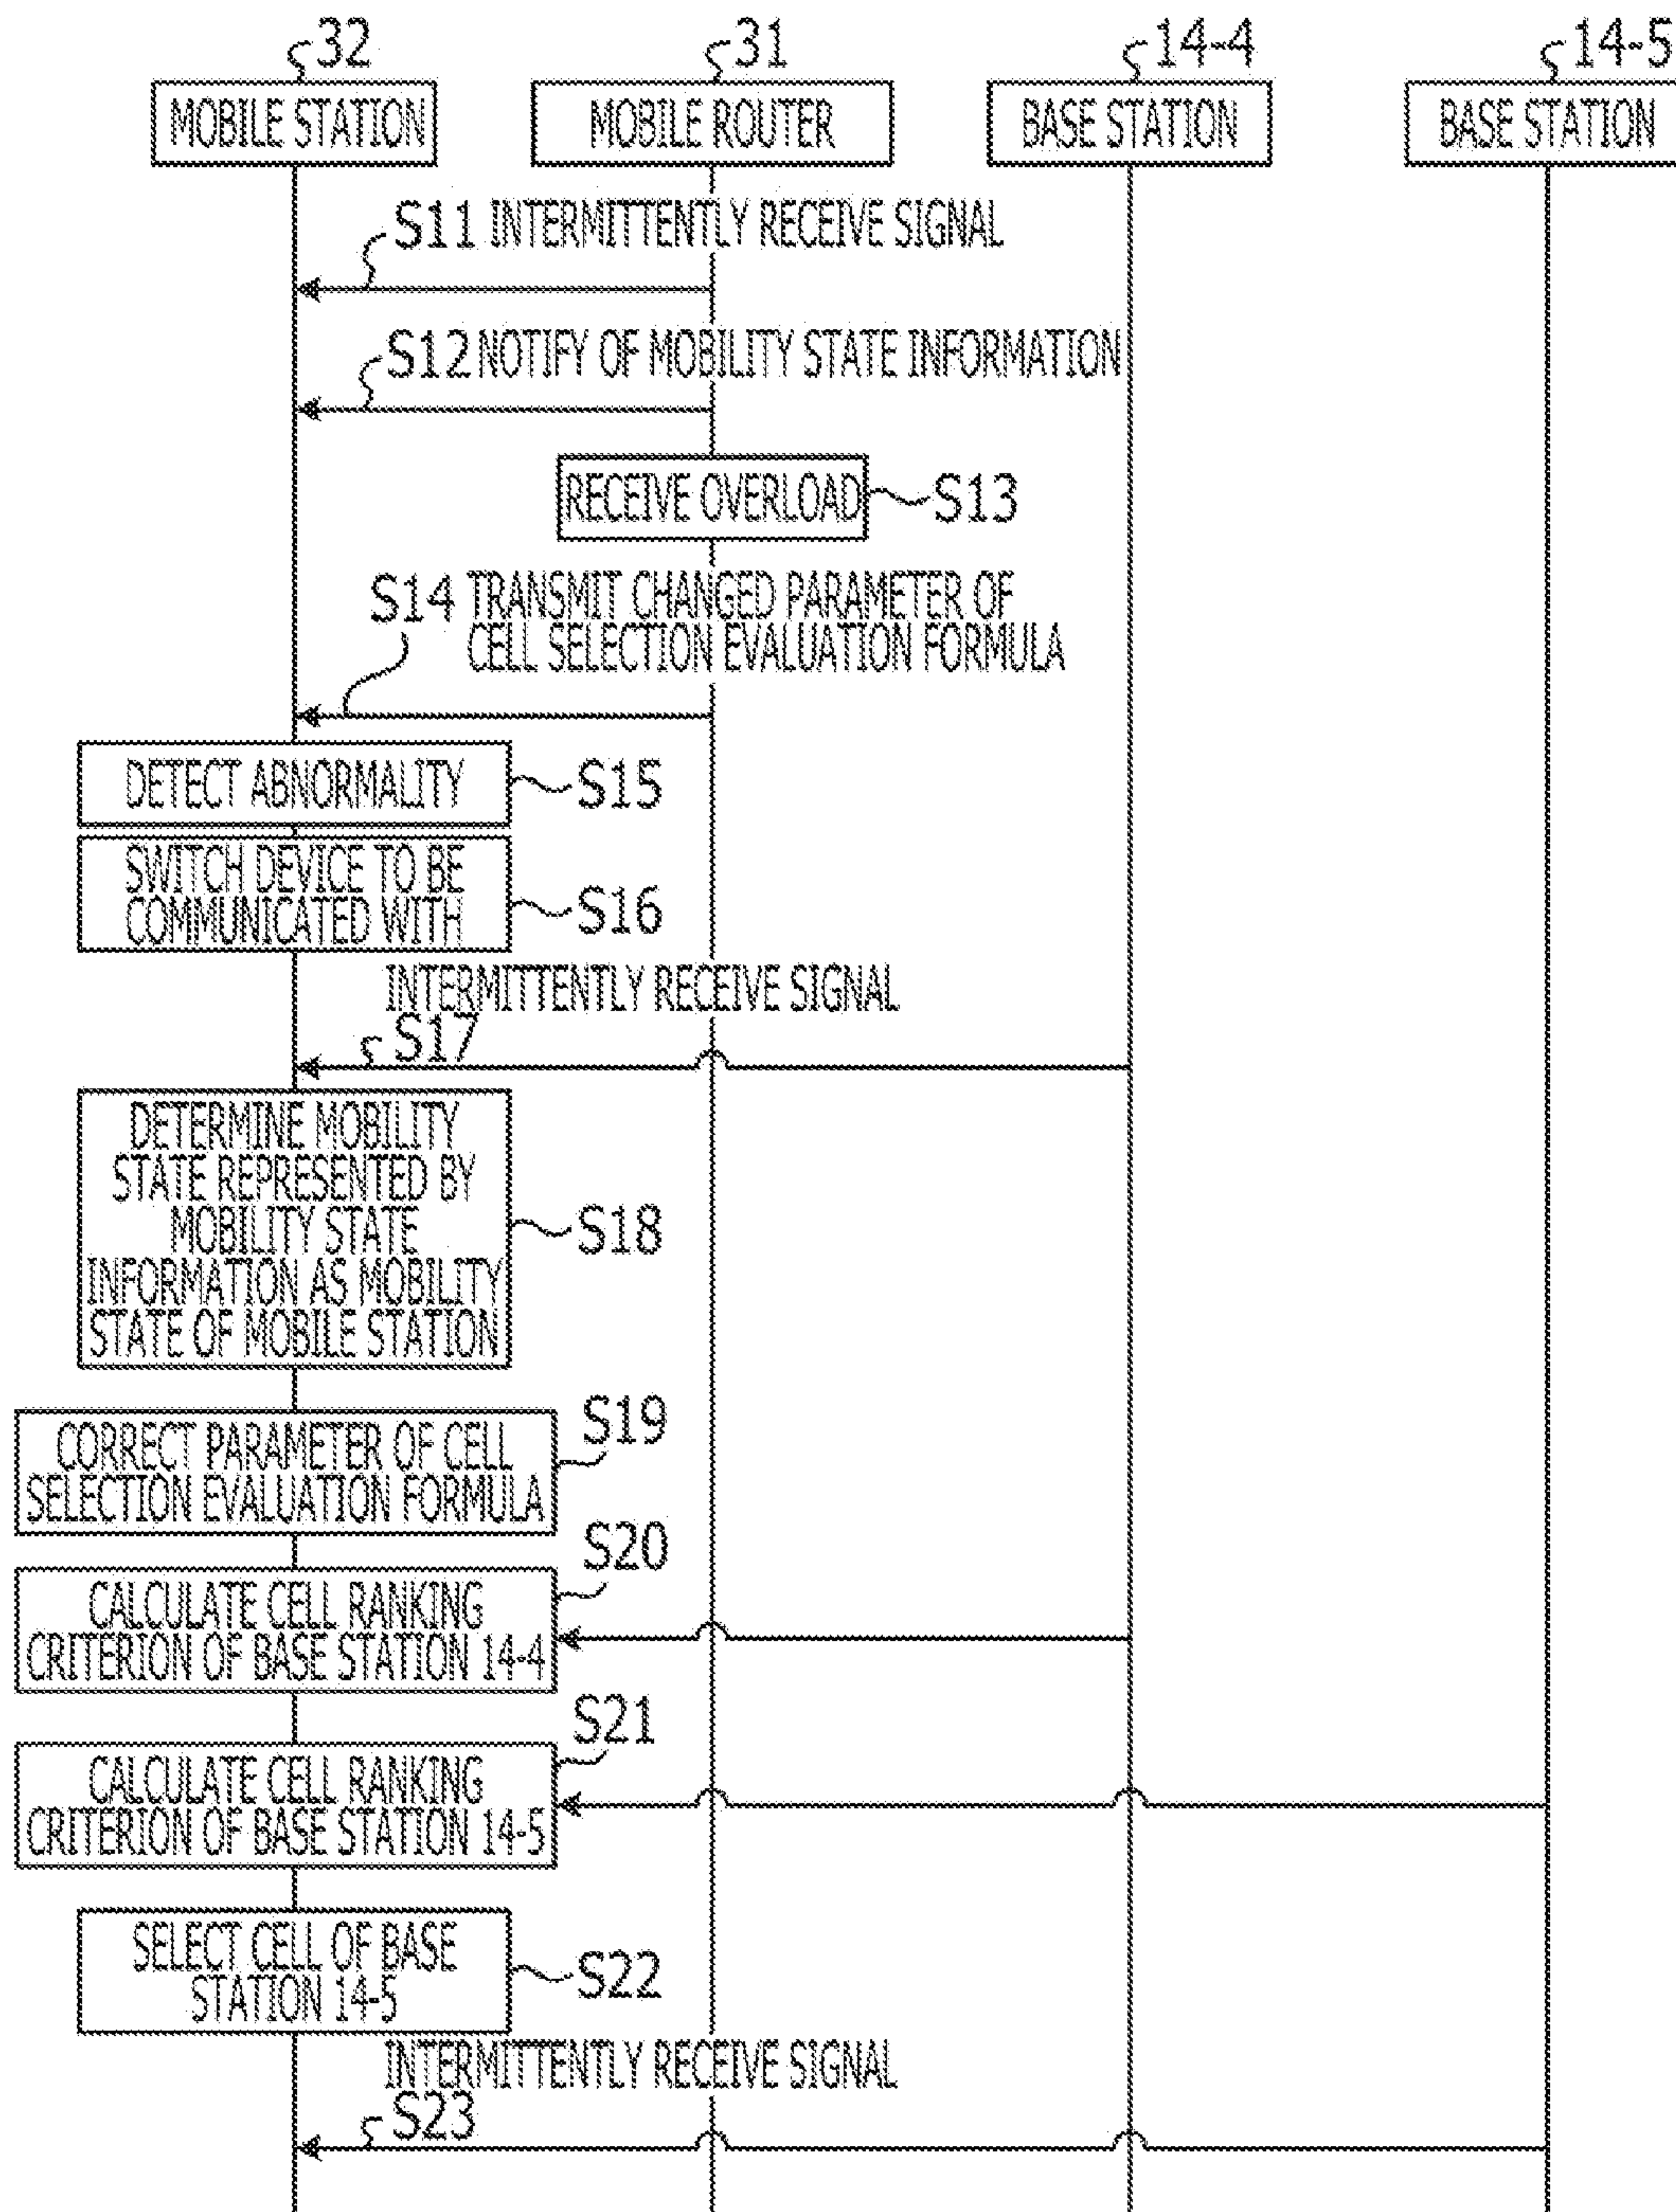 32
31
14-4
14-5
MOBILE STATION
MOBILE ROUTER
BASE STATION
BASE STATION
S11 INTERMITTENTLY RECEIVE SIGNAL
S12 NOTIFY OF MOBILITY STATE INFORMATION
RECEIVE OVERLOAD
S13
S14 TRANSMIT CHANGED PARAMETER OF
CELL SELECTION EVALUATION FORMULA
DETECT ABNORMALITY
S15
SWITCH DEVICE TO BE
COMMUNICATED WITH
S16
INTERMITTENTLY RECEIVE SIGNAL
S17
DETERMINE MOBILITY
STATE REPRESENTED BY
MOBILITY STATE
INFORMATION AS MOBILITY
STATE OF MOBILE STATION
S18
CORRECT PARAMETER OF CELL
SELECTION EVALUATION FORMULA
S19
CALCULATE CELL RANKING
CRITERION OF BASE STATION 14-4
S20
CALCULATE CELL RANKING
CRITERION OF BASE STATION 14-5
S21
SELECT CELL OF BASE
STATION 14-5
S22
INTERMITTENTLY RECEIVE SIGNAL
S23